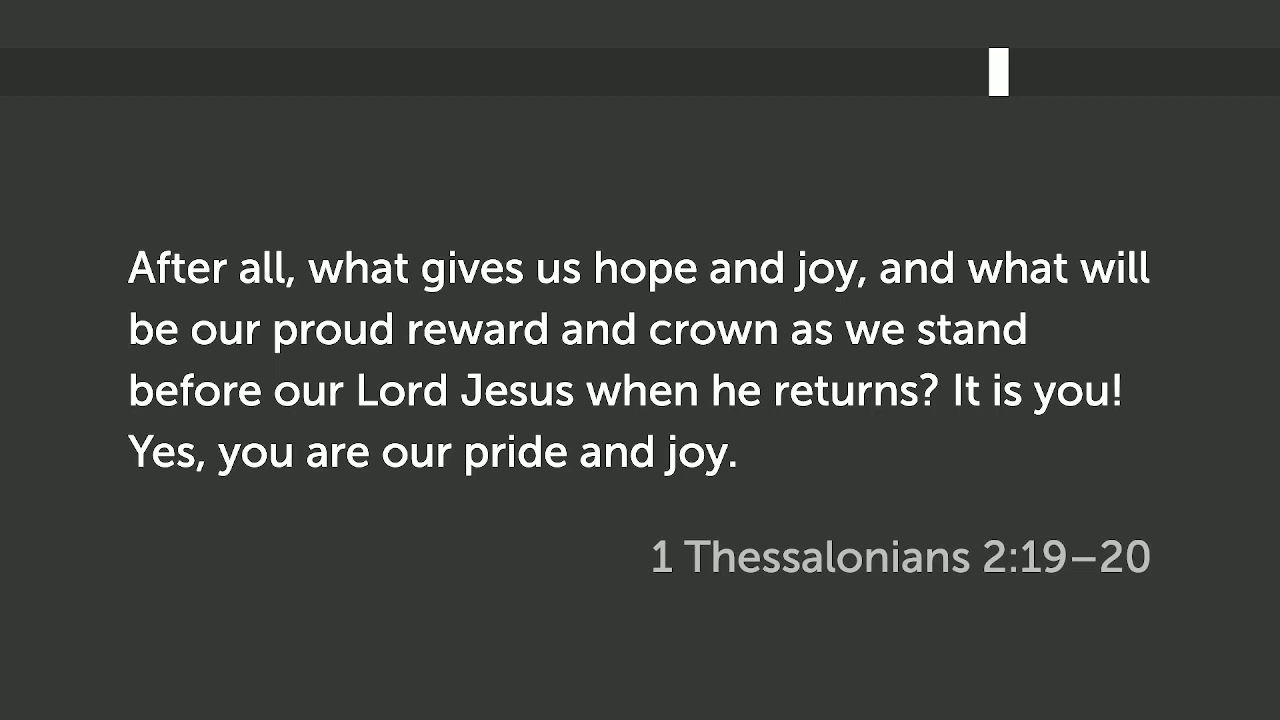 After all, what gives us hope and joy, and what will
be our proud reward and crown as we stand
before our Lord Jesus when he returns? It is you!
Yes, you are our pride and joy.
1 Thessalonians 2:19–20